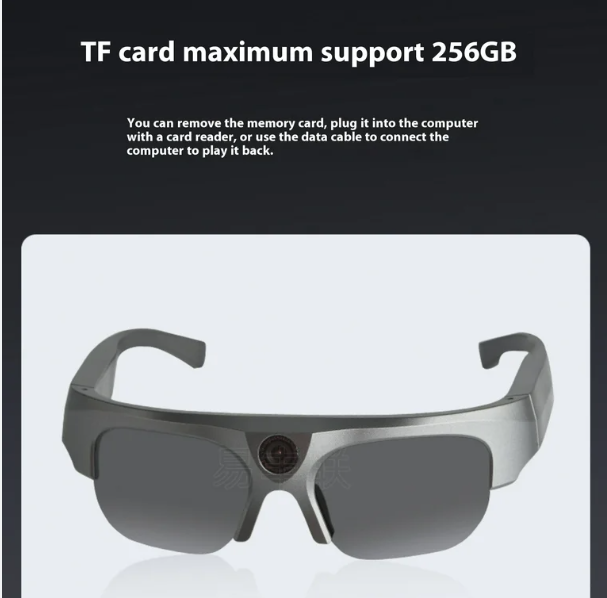 TF card maximum support 256GB
You can remove the memory card, plug it into the computer
with a card reader, or use the data cable to connect the
computer to play it back.